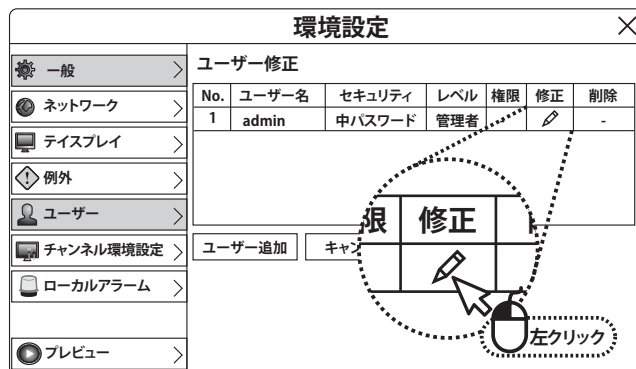 環境設定
一般
ネットワーク
テイスプレイ
例外
ユーザー
チャンネル環境設定
ローカルアラーム
プレビュー
ユーザー修正
No. ユーザー名 セキュリティ レベル 権限 修正 削除
1 admin 中パスワード 管理者 -
ユーザー追加 キャン
限 修正
左クリック